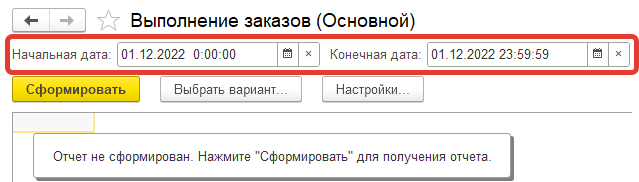 Выполнение заказов (Основной)
Начальная дата: 01.12.2022 0:00:00 Конечная дата: 01.12.2022 23:59:59
Сформировать Выбрать вариант... Настройки...
Отчет не сформирован. Нажмите "Сформировать" для получения отчета.